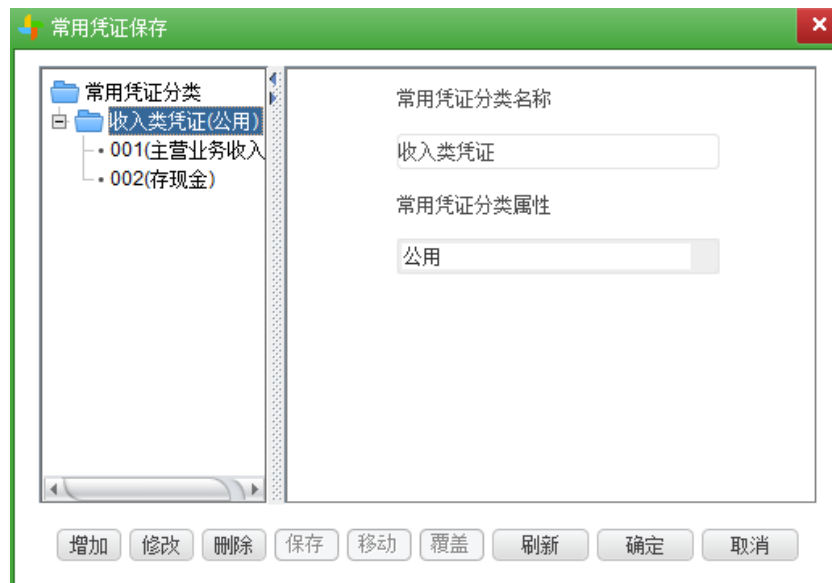 常用凭证保存
常用凭证分类
收入类凭证(公用)
001(主营业务收入
002(存现金)
常用凭证分类名称
收入类凭证
常用凭证分类属性
公用
增加 修改 删除 保存 移动 覆盖 刷新 确定 取消